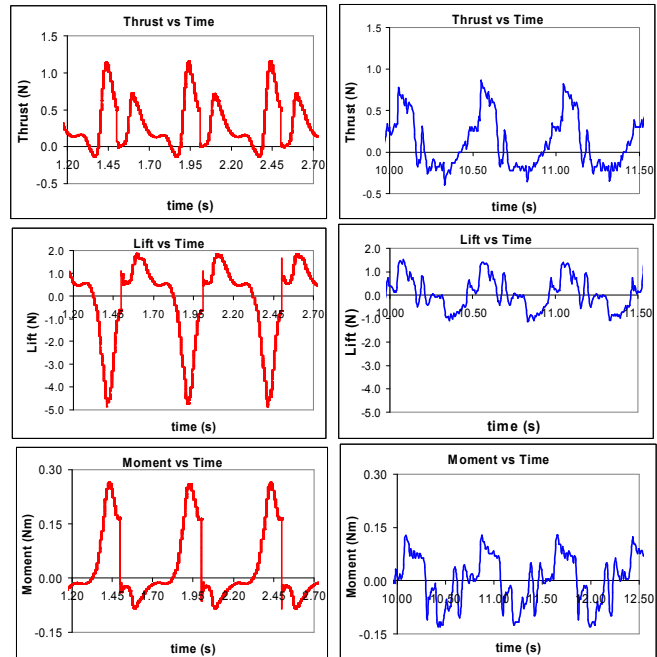 Thrust vs Time
1.5
1.0
0.5
0.0
-0.5
Thrust (N)
1.20 1.45 1.70 1.95 2.20 2.45 2.70
time (s)
Thrust vs Time
1.5
1.0
0.5
0.0
-0.5
Thrust (N)
10.00 10.50 11.00 11.50
time (s)
Lift vs Time
2.0
1.0
0.0
-1.0
-2.0
-3.0
-4.0
-5.0
Lift (N)
1.20 1.45 1.70 1.95 2.20 2.45 2.70
time (s)
Lift vs Time
2.0
1.0
0.0
-1.0
-2.0
-3.0
-4.0
-5.0
Lift (N)
10.00 10.50 11.00 11.50
time (s)
Moment vs Time
0.30
0.15
0.00
-0.15
Moment (Nm)
1.20 1.45 1.70 1.95 2.20 2.45 2.70
time (s)
Moment vs Time
0.30
0.15
0.00
-0.15
Moment (Nm)
10.00 10.50 11.00 11.50 12.00 12.50
time (s)